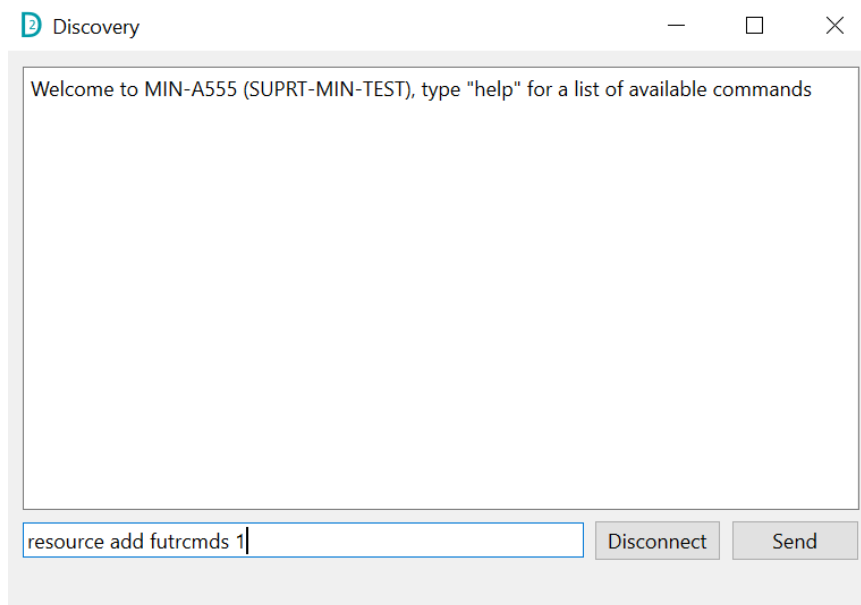 2 Discovery
Welcome to MIN-A555 (SUPRT-MIN-TEST), type "help" for a list of available commands
resource add futrcmds 1
Disconnect
Send